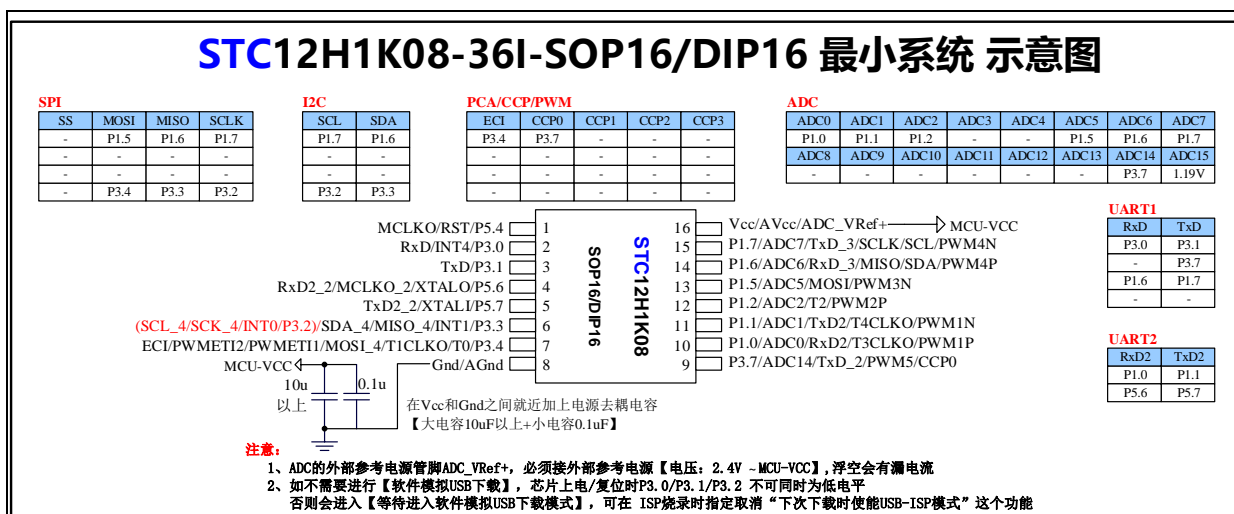 STC12H1K08-36I-SOP16/DIP16 最小系统 示意图
SPI
SS MOSI MISO SCLK
- P1.5 P1.6 P1.7
- - - -
- - - -
- P3.4 P3.3 P3.2
I2C
SCL SDA
P1.7 P1.6
- -
- -
P3.2 P3.3
PCA/CCP/PWM
ECI CCP0 CCP1 CCP2 CCP3
P3.4 P3.7 - - -
- - - - -
- - - - -
- - - - -
ADC
ADC0 ADC1 ADC2 ADC3 ADC4 ADC5 ADC6 ADC7
P1.0 P1.1 P1.2 - - P1.5 P1.6 P1.7
ADC8 ADC9 ADC10 ADC11 ADC12 ADC13 ADC14 ADC15
- - - - - - P3.7 1.19V
MCLKO/RST/P5.4 1
RxD/INT4/P3.0 2
TxD/P3.1 3
RxD2_2/MCLKO_2/XTALO/P5.6 4
TxD2_2/XTALI/P5.7 5
(SCL_4/SCK_4/INT0/P3.2)/SDA_4/MISO_4/INT1/P3.3 6
ECI/PWMETI2/PWMETI1/MOSI_4/T1CLKO/T0/P3.4 7
Gnd/AGnd 8
SOP16/DIP16
STC12H1K08
16 Vcc/AVcc/ADC_VRef+ MCU-VCC
15 P1.7/ADC7/TxD_3/SCLK/SCL/PWM4N
14 P1.6/ADC6/RxD_3/MISO/SDA/PWM4P
13 P1.5/ADC5/MOSI/PWM3N
12 P1.2/ADC2/T2/PWM2P
11 P1.1/ADC1/TxD2/T4CLKO/PWM1N
10 P1.0/ADC0/RxD2/T3CLKO/PWM1P
9 P3.7/ADC14/TxD_2/PWM5/CCP0
UART1
RxD TxD
P3.0 P3.1
- P3.7
P1.6 P1.7
- -
UART2
RxD2 TxD2
P1.0 P1.1
P5.6 P5.7
MCU-VCC
10u
以上
0.1u
在Vcc和Gnd之间就近加上电源去耦电容
【大电容10uF以上+小电容0.1uF】
注意:
1、ADC的外部参考电源管脚ADC_VRef+，必须接外部参考电源【电压：2.4V ~MCU-VCC】,浮空会有漏电流
2、如不需要进行【软件模拟USB下载】，芯片上电/复位时P3.0/P3.1/P3.2 不可同时为低电平
否则会进入【等待进入软件模拟USB下载模式】，可在 ISP烧录时指定取消 “下次下载时使能USB-ISP模式” 这个功能